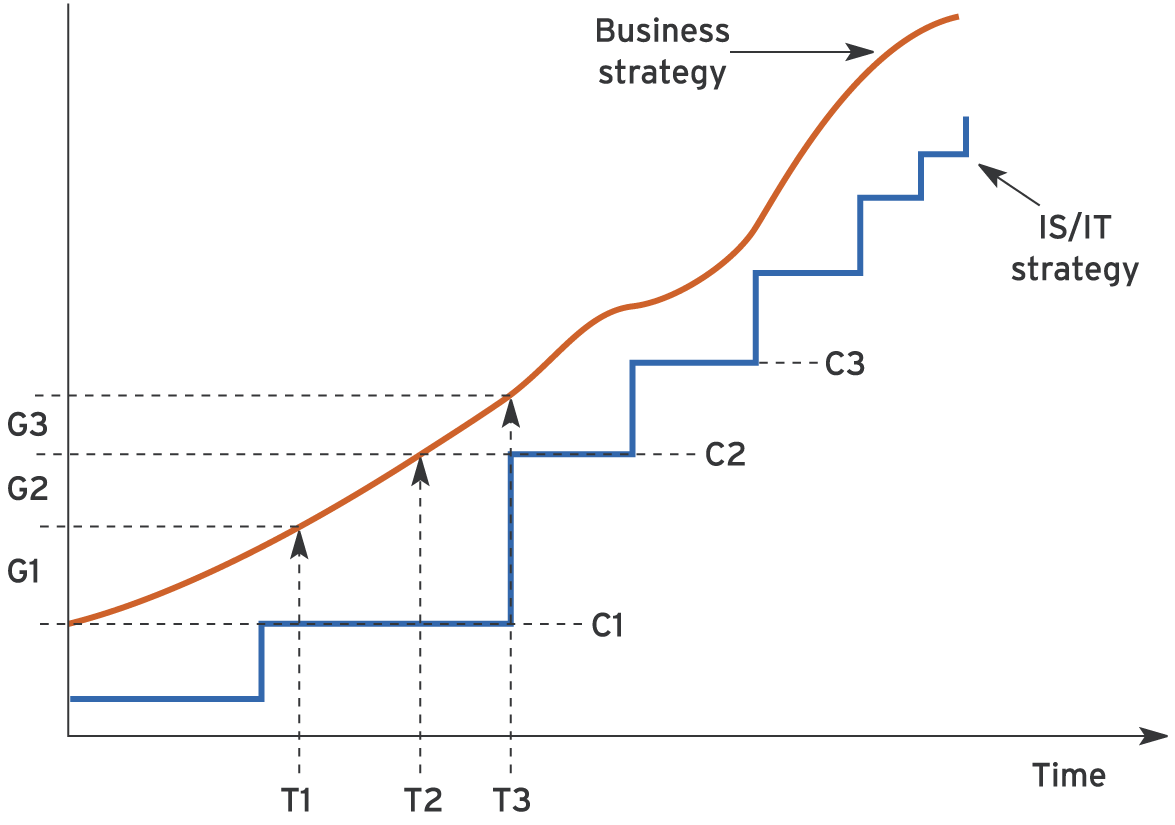 Business
strategy
IS/IT
strategy
C3
G3
C2
G2
G1
C1
Time
T1
T2
T3